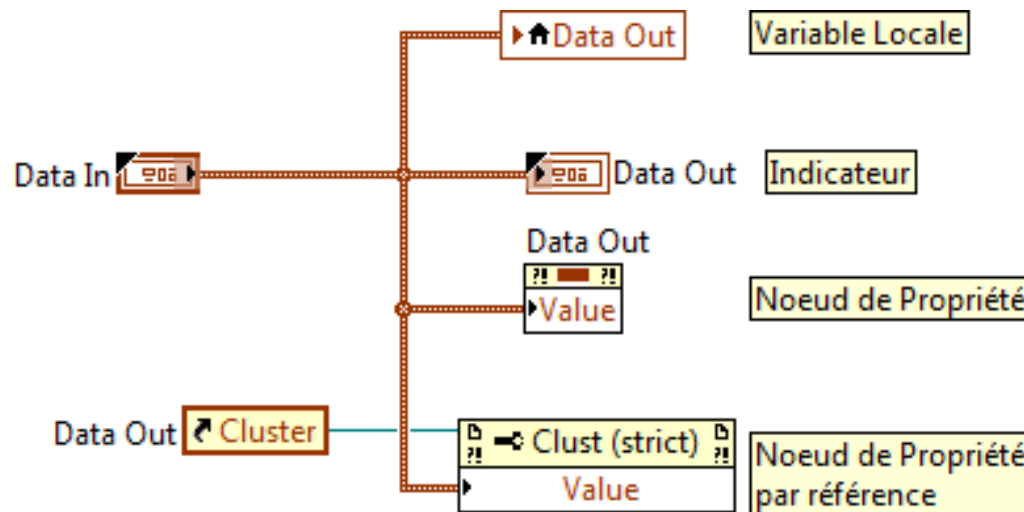 Data Out
Variable Locale
Data In
Data Out
Indicateur
Data Out
?! ?!
Value
Noeud de Propriété
Data Out
Cluster
?! Clust (strict) ?!
Value
Noeud de Propriété
par référence